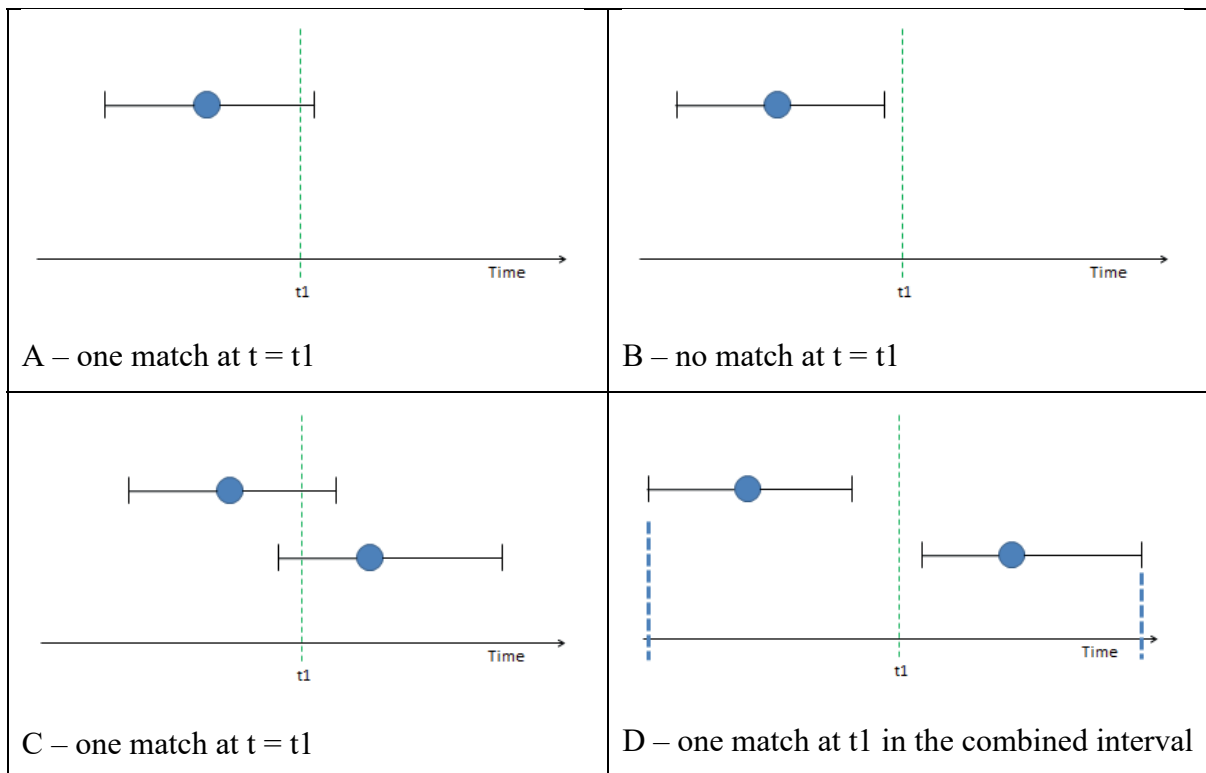 Time
t1
A – one match at t = t1
Time
t1
B – no match at t = t1
Time
t1
C – one match at t = t1
Time
t1
D – one match at t1 in the combined interval